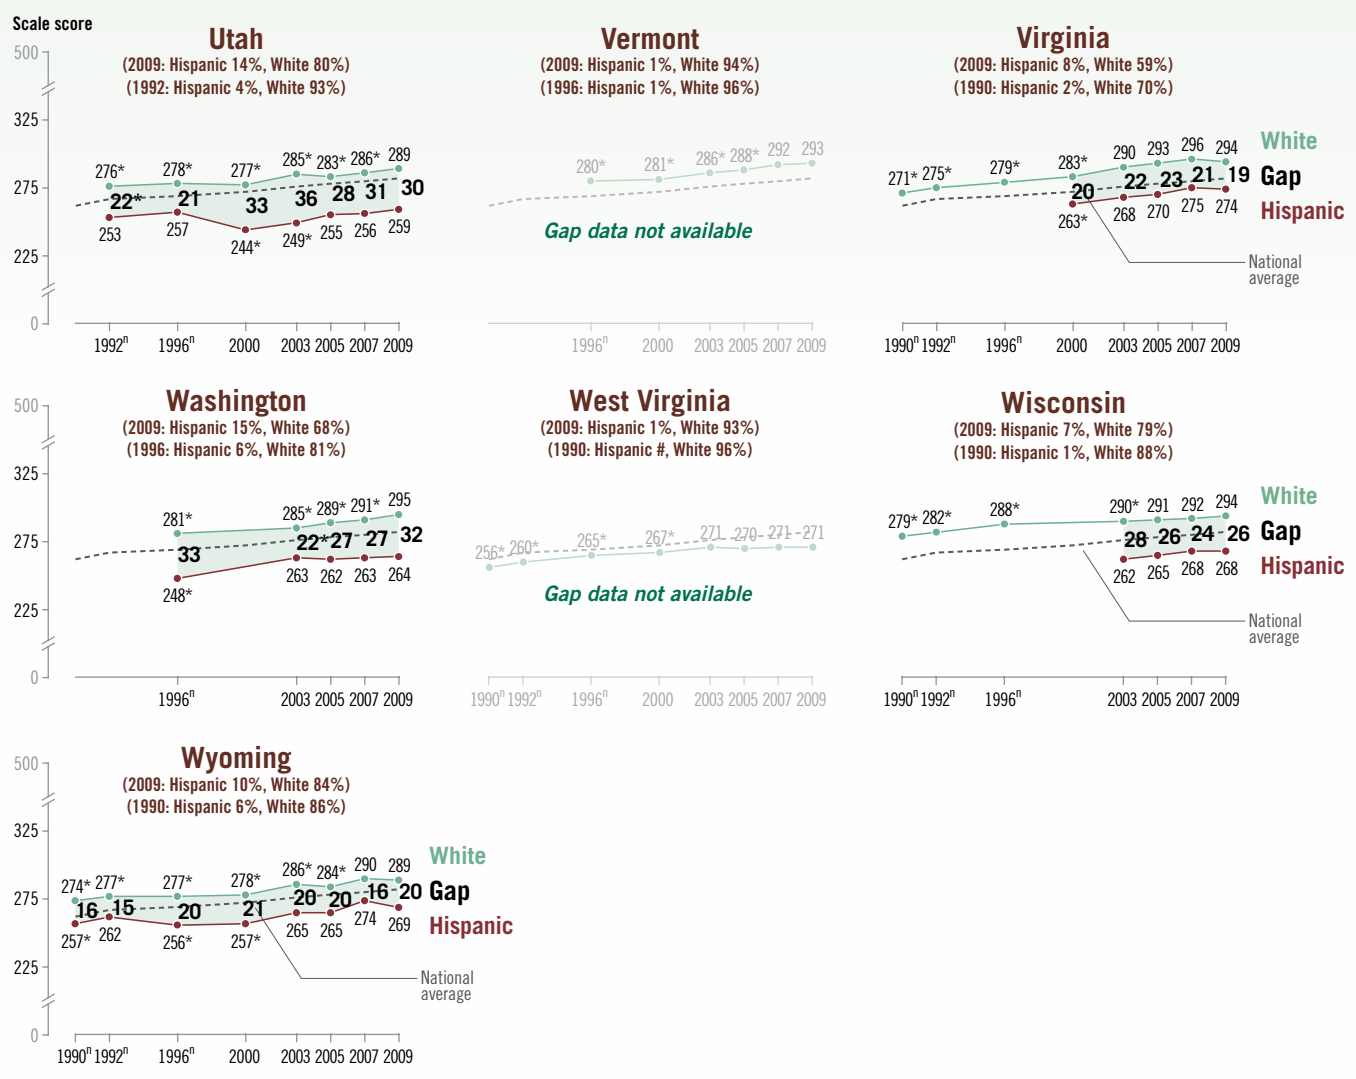 Scale score
Utah
(2009: Hispanic 14%, White 80%)
(1992: Hispanic 4%, White 93%)
500
325
275
225
0
276* 278* 277* 285* 283* 286* 289
22* 21 33 36 28 31 30
253 257 244* 249* 255 256 259
1992n 1996n 2000 2003 2005 2007 2009
Vermont
(2009: Hispanic 1%, White 94%)
(1996: Hispanic 1%, White 96%)
280* 281* 286* 288* 292 293
Gap data not available
1996n 2000 2003 2005 2007 2009
Virginia
(2009: Hispanic 8%, White 59%)
(1990: Hispanic 2%, White 70%)
271* 275* 279* 283* 290 293 296 294
White
20 22 23 21 19 Gap
263* 268 270 275 274
Hispanic
National
average
1990n 1992n 1996n 2000 2003 2005 2007 2009
Washington
(2009: Hispanic 15%, White 68%)
(1996: Hispanic 6%, White 81%)
500
325
275
225
0
281* 285* 289* 291* 295
33 22* 27 27 32
248* 263 262 263 264
1996n 2003 2005 2007 2009
West Virginia
(2009: Hispanic 1%, White 93%)
(1990: Hispanic #, White 96%)
256* 260* 265* 267* 271 270 271 271
Gap data not available
1990n 1992n 1996n 2000 2003 2005 2007 2009
Wisconsin
(2009: Hispanic 7%, White 79%)
(1990: Hispanic 1%, White 88%)
279* 282* 288* 290* 291 292 294
White
28 26 24 26 Gap
262 265 268 268
Hispanic
National
average
1990n 1992n 1996n 2003 2005 2007 2009
Wyoming
(2009: Hispanic 10%, White 84%)
(1990: Hispanic 6%, White 86%)
500
325
275
225
0
274* 277* 277* 278* 286* 284* 290 289
White
16 15 20 21 20 20 16 20 Gap
257* 262 256* 257* 265 265 274 269
Hispanic
National
average
1990n 1992n 1996n 2000 2003 2005 2007 2009